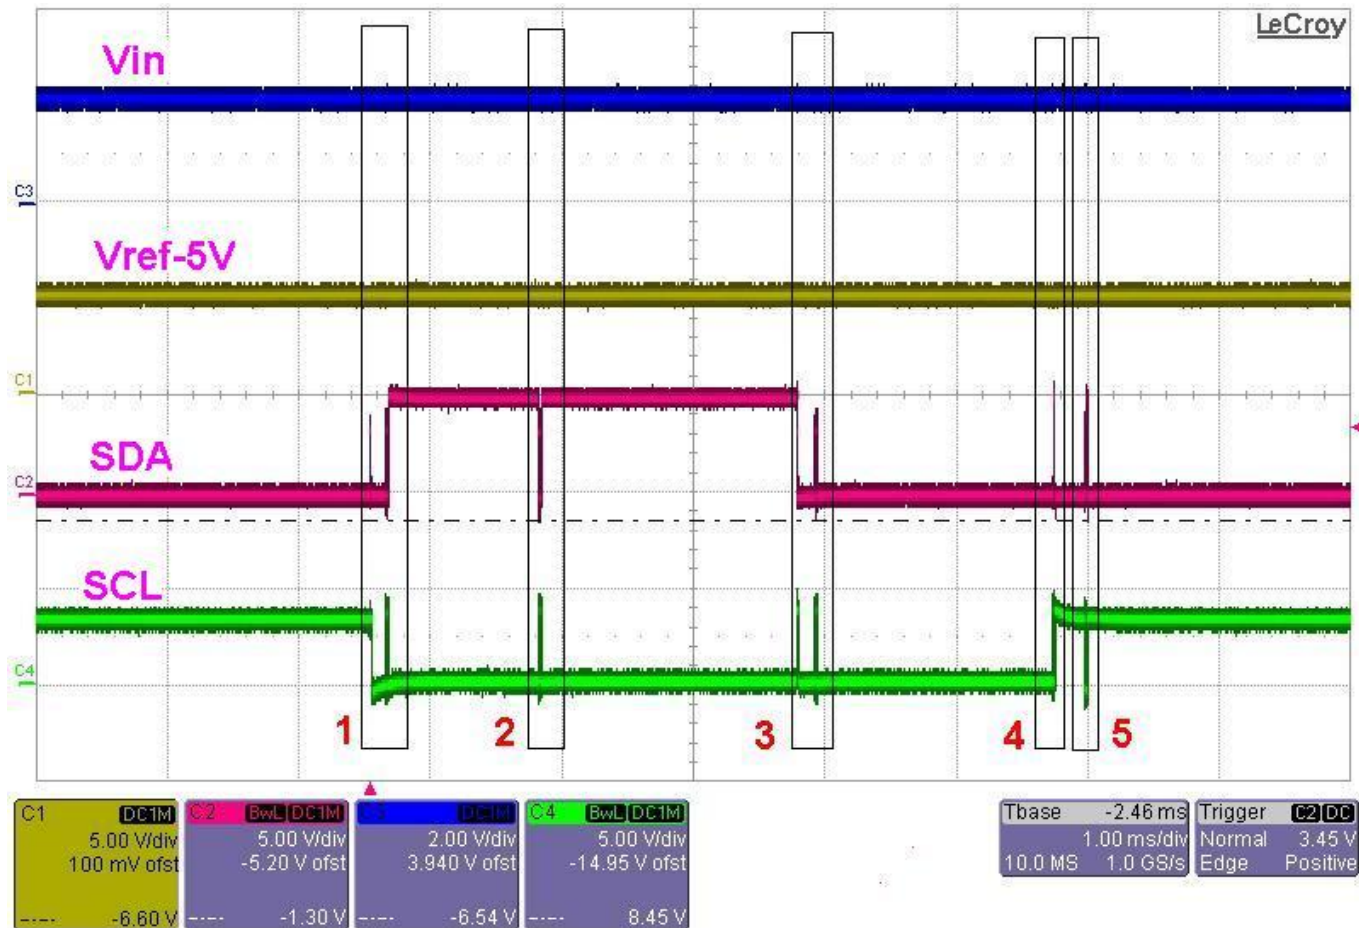 LeCroy
Vin
C3
Vref-5V
C1
SDA
C2
SCL
C4
1
2
3
4
5
C1 DC1M
5.00 V/div
100 mV ofst
-6.60 V
C2 BwL DC1M
5.00 V/div
-5.20 V ofst
-1.30 V
C3 DC1M
2.00 V/div
3.940 V ofst
-6.54 V
C4 BwL DC1M
5.00 V/div
-14.95 V ofst
8.45 V
Tbase -2.46 ms
1.00 ms/div
10.0 MS 1.0 GS/s
Trigger C2 DC
Normal 3.45 V
Edge Positive